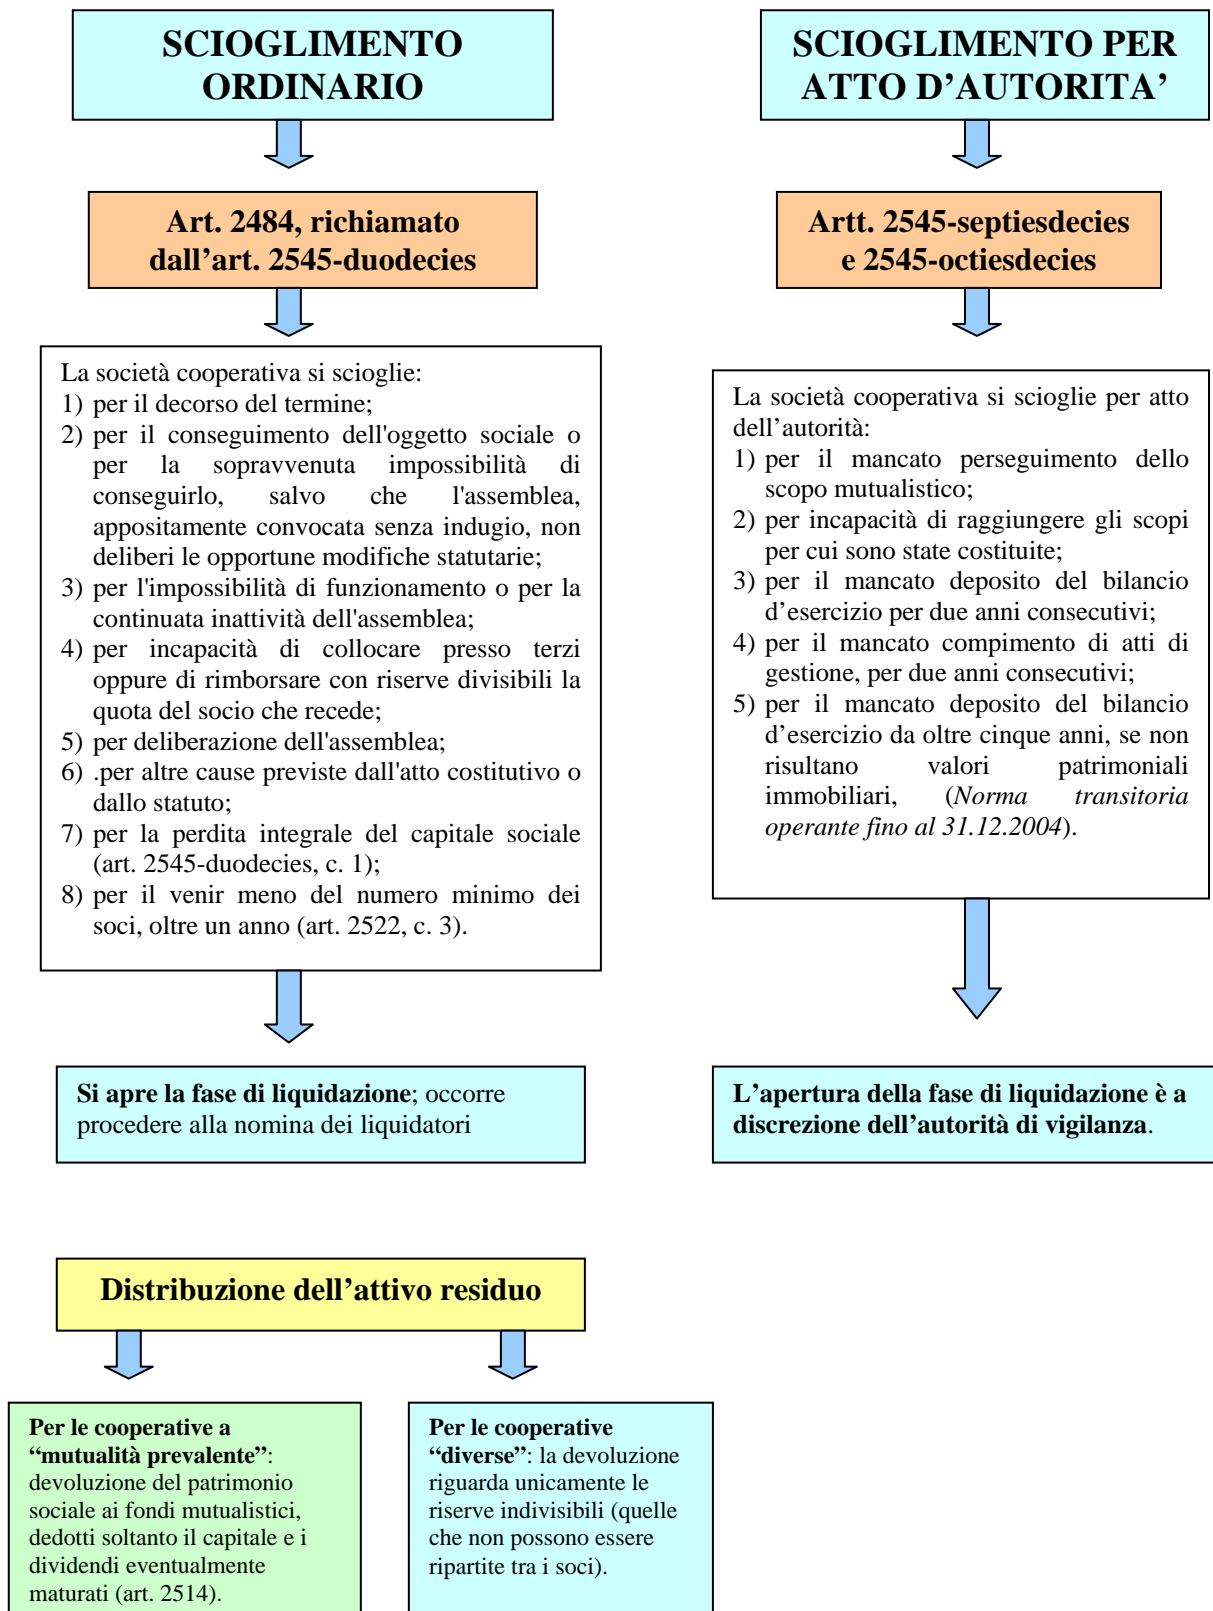 SCIOGLIMENTO
ORDINARIO
Art. 2484, richiamato
dall’art. 2545-duodecies
La società cooperativa si scioglie:
1) per il decorso del termine;
2) per il conseguimento dell'oggetto sociale o
per la sopravvenuta impossibilità di
conseguirlo, salvo che l'assemblea,
appositamente convocata senza indugio, non
deliberi le opportune modifiche statutarie;
3) per l'impossibilità di funzionamento o per la
continuata inattività dell'assemblea;
4) per incapacità di collocare presso terzi
oppure di rimborsare con riserve divisibili la
quota del socio che recede;
5) per deliberazione dell'assemblea;
6) .per altre cause previste dall'atto costitutivo o
dallo statuto;
7) per la perdita integrale del capitale sociale
(art. 2545-duodecies, c. 1);
8) per il venir meno del numero minimo dei
soci, oltre un anno (art. 2522, c. 3).
Si apre la fase di liquidazione; occorre
procedere alla nomina dei liquidatori
SCIOGLIMENTO PER
ATTO D’AUTORITA’
Artt. 2545-septiesdecies
e 2545-octiesdecies
La società cooperativa si scioglie per atto
dell’autorità:
1) per il mancato perseguimento dello
scopo mutualistico;
2) per incapacità di raggiungere gli scopi
per cui sono state costituite;
3) per il mancato deposito del bilancio
d’esercizio per due anni consecutivi;
4) per il mancato compimento di atti di
gestione, per due anni consecutivi;
5) per il mancato deposito del bilancio
d’esercizio da oltre cinque anni, se non
risultano valori patrimoniali
immobiliari, (Norma transitoria
operante fino al 31.12.2004).
L’apertura della fase di liquidazione è a
discrezione dell’autorità di vigilanza.
Distribuzione dell’attivo residuo
Per le cooperative a
“mutualità prevalente”:
devoluzione del patrimonio
sociale ai fondi mutualistici,
dedotti soltanto il capitale e i
dividendi eventualmente
maturati (art. 2514).
Per le cooperative
“diverse”: la devoluzione
riguarda unicamente le
riserve indivisibili (quelle
che non possono essere
ripartite tra i soci).